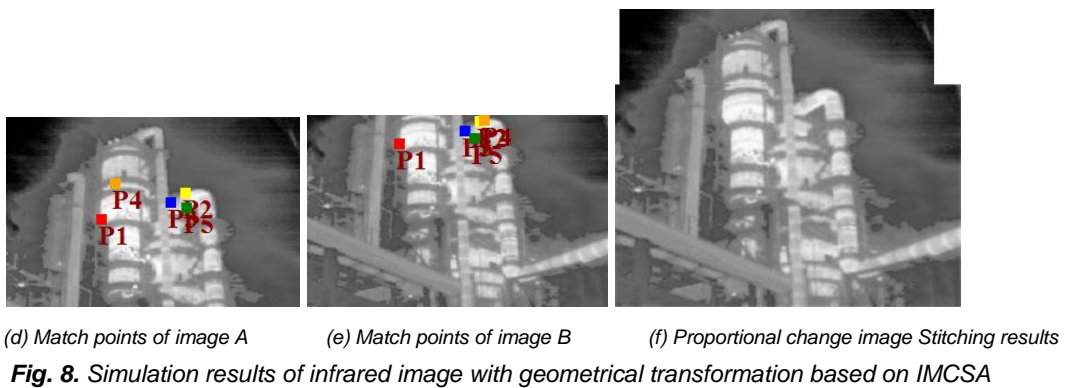 P4
P1
P2
P5
P1
P5
(d) Match points of image A
(e) Match points of image B
(f) Proportional change image Stitching results
Fig. 8. Simulation results of infrared image with geometrical transformation based on IMCSA